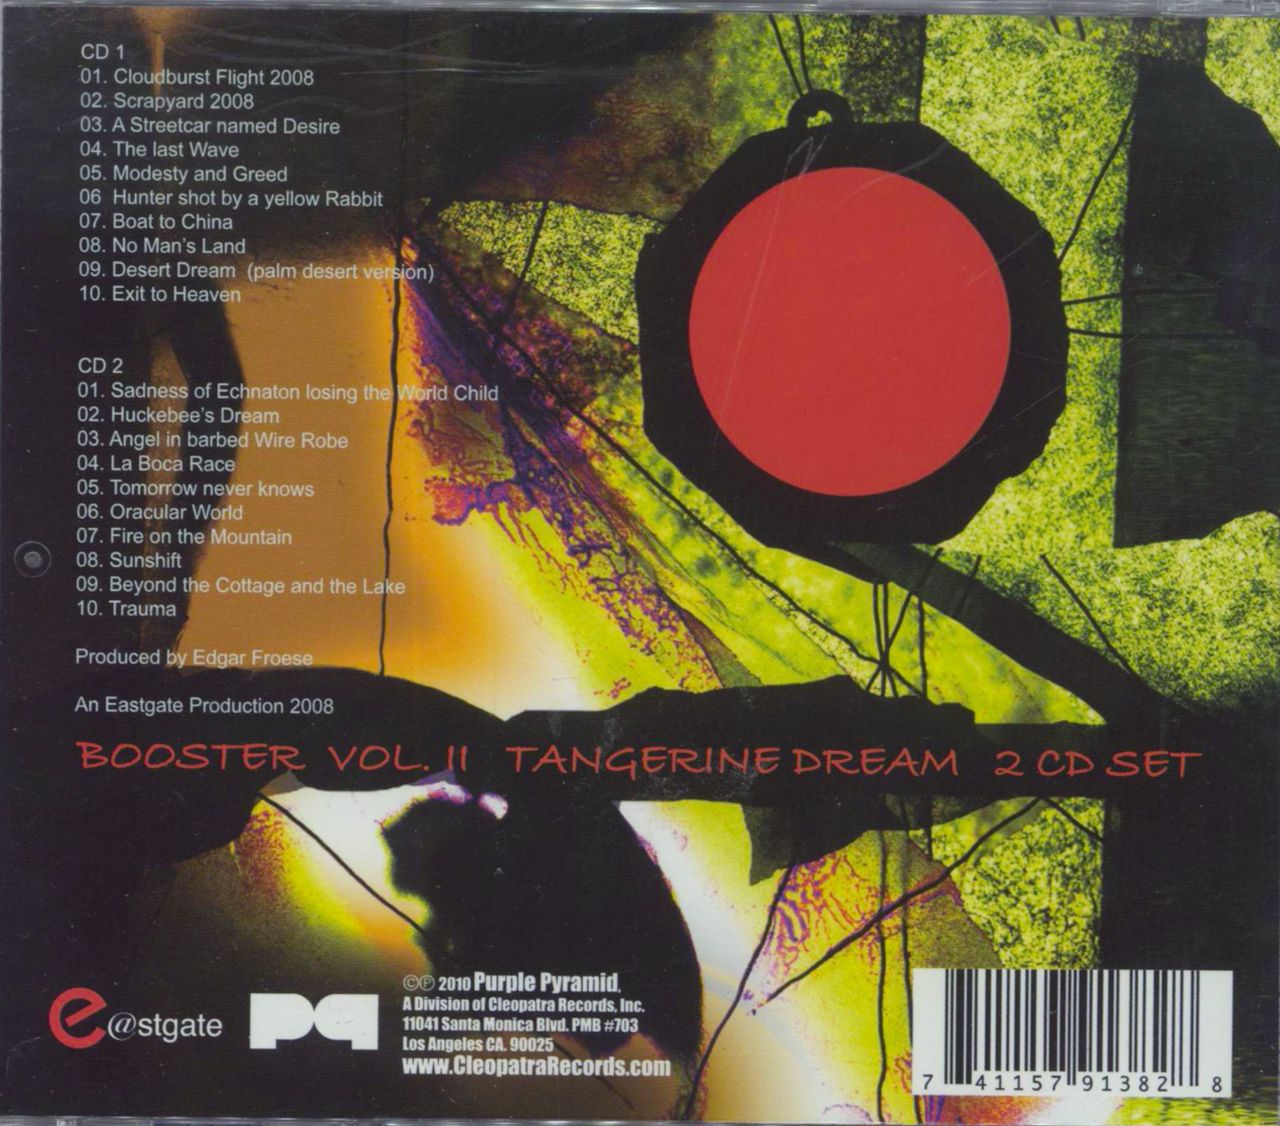 CD 1
01. Cloudburst Flight 2008
02. Scrapyard 2008
03. A Streetcar named Desire
04. The last Wave
05. Modesty and Greed
06 Hunter shot by a yellow Rabbit
07. Boat to China
08. No Man's Land
09. Desert Dream (palm desert version)
10. Exit to Heaven
CD 2
01. Sadness of Echnaton losing the World Child
02. Huckebee's Dream
03. Angel in barbed Wire Robe
04. La Boca Race
05. Tomorrow never knows
06. Oracular World
07. Fire on the Mountain
08. Sunshift
09. Beyond the Cottage and the Lake
10. Trauma
Produced by Edgar Froese
An Eastgate Production 2008
BOOSTER VOL. II TANGERINE DREAM 2 CD SET
e@stgate
©℗ 2010 Purple Pyramid,
A Division of Cleopatra Records, Inc.
11041 Santa Monica Blvd. PMB #703
Los Angeles CA. 90025
www.CleopatraRecords.com
7 41157 91382 8